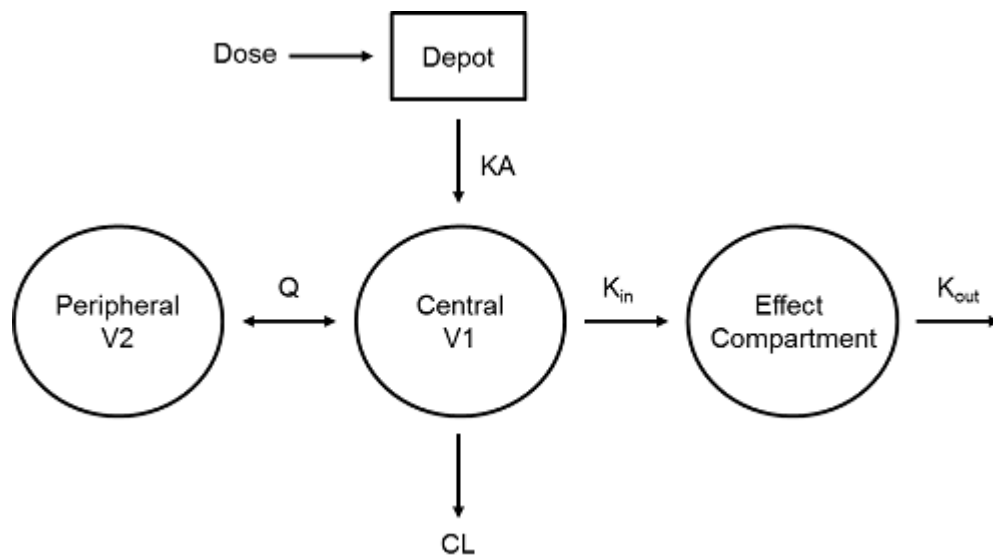 Dose
Depot
KA
Peripheral
V2
Q
Central
V1
K_in
Effect
Compartment
K_out
CL